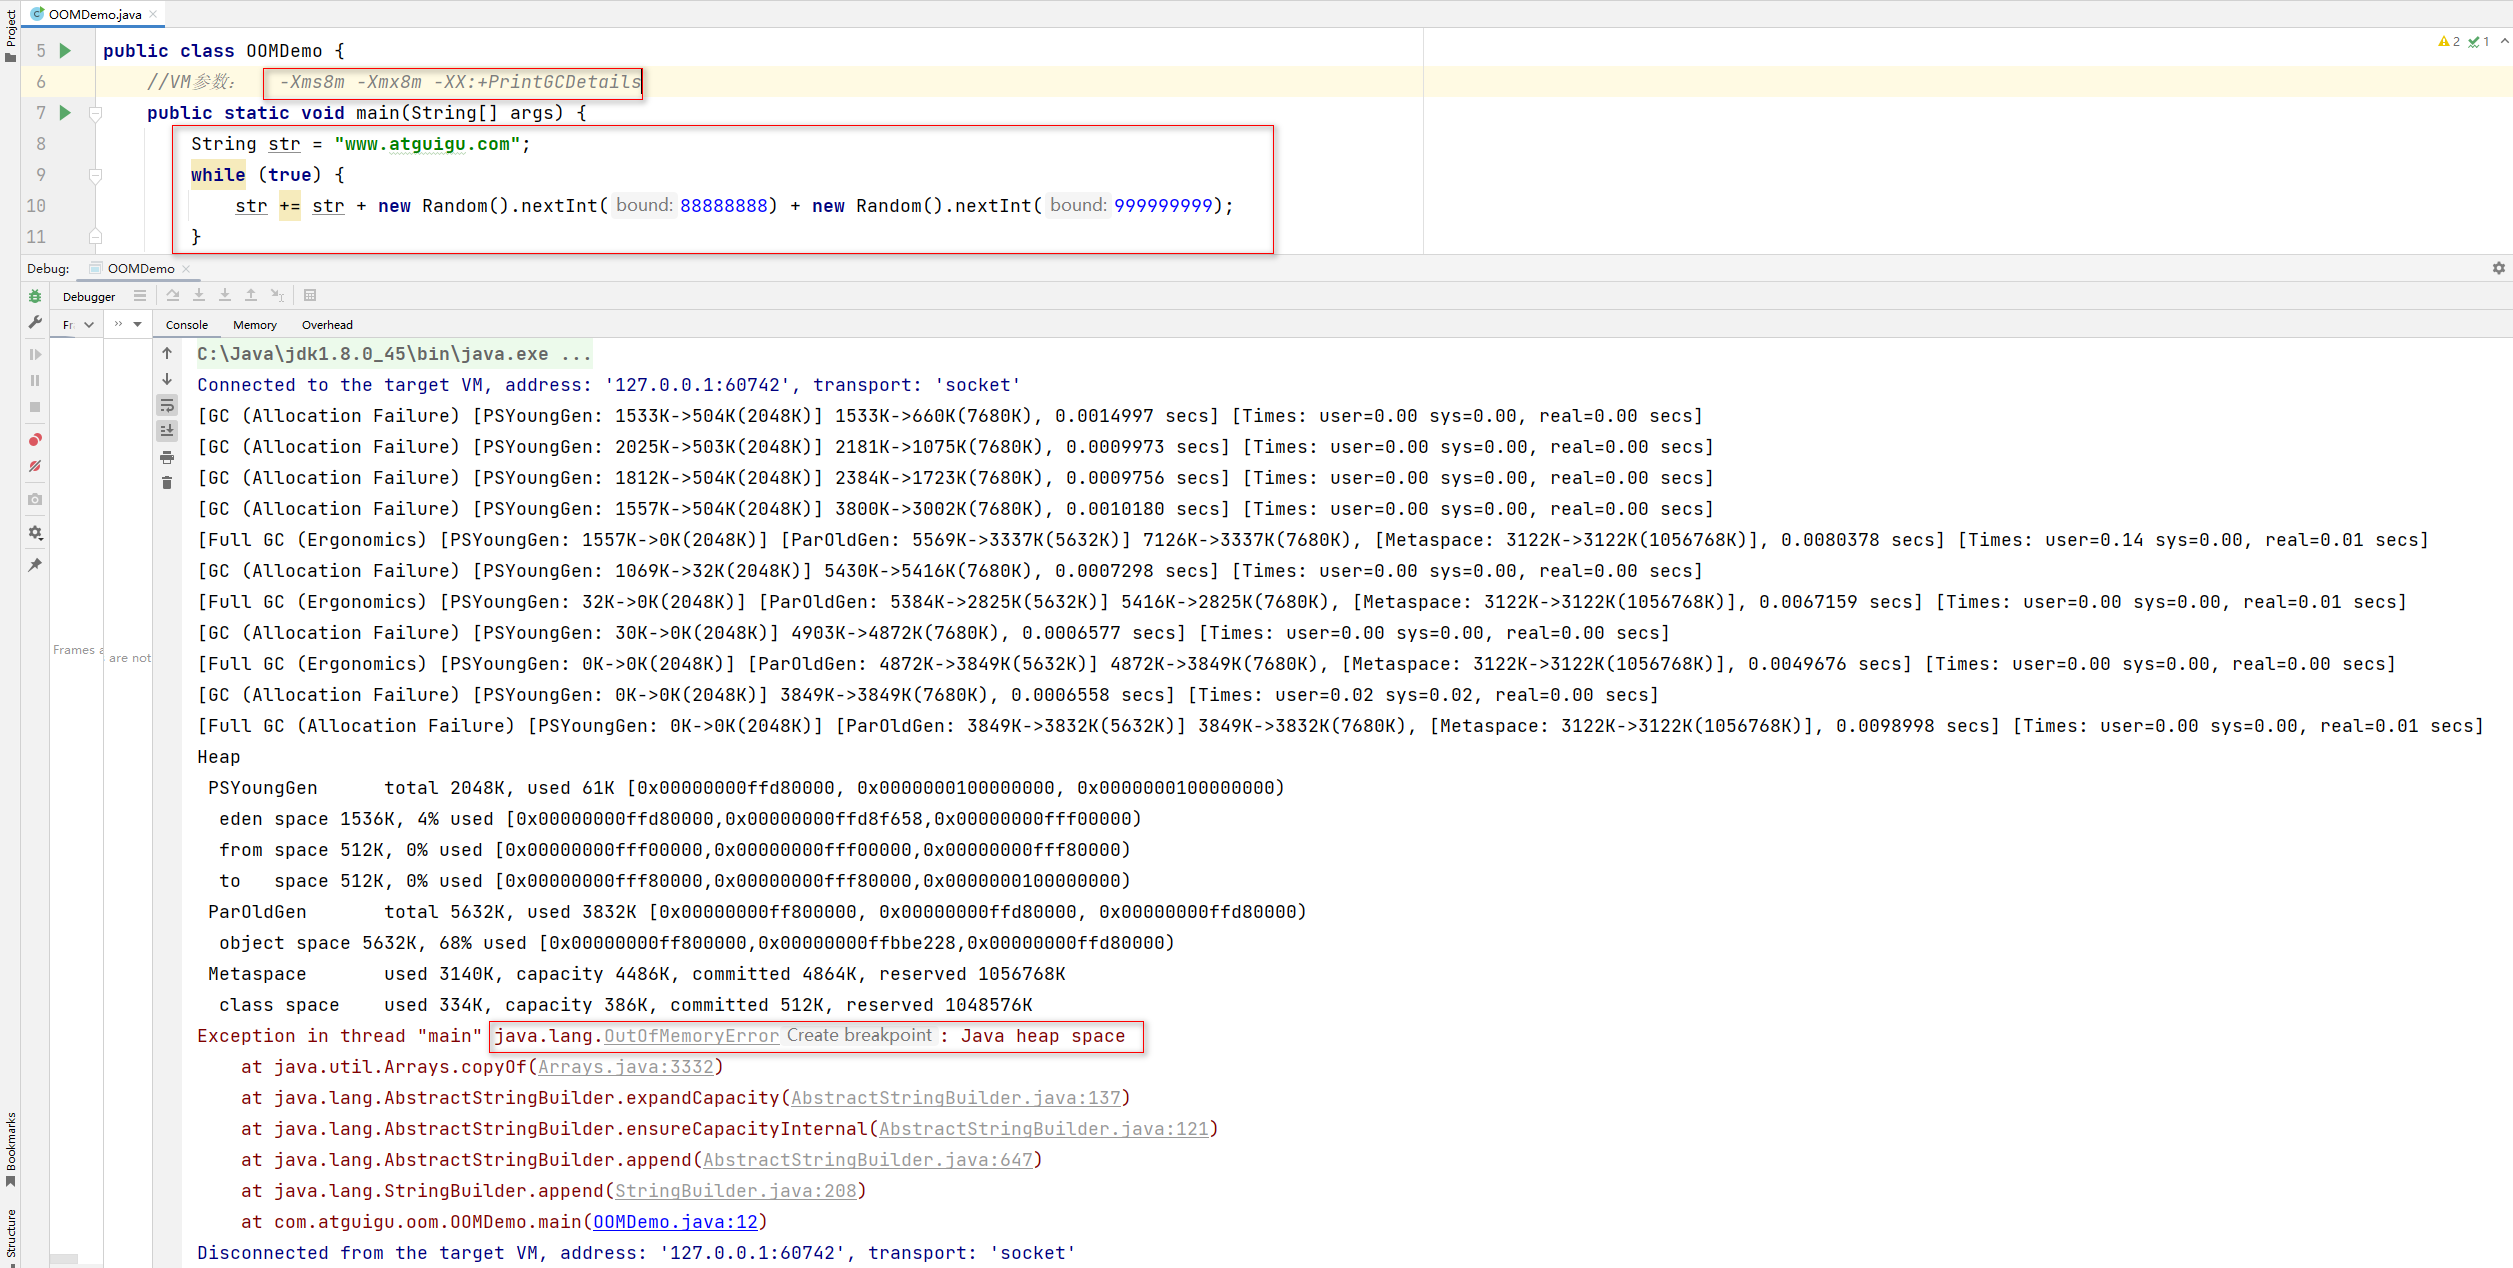 OOMDemo.java
Project
2 1
5 public class OOMDemo {
6 //VM参数: -Xms8m -Xmx8m -XX:+PrintGCDetails
7 public static void main(String[] args) {
8 String str = "www.atguigu.com";
9 while (true) {
10 str += str + new Random().nextInt( bound: 88888888) + new Random().nextInt( bound: 999999999);
11 }
Debug: OOMDemo
Debugger
Fr Console Memory Overhead
C:\Java\jdk1.8.0_45\bin\java.exe ...
Connected to the target VM, address: '127.0.0.1:60742', transport: 'socket'
[GC (Allocation Failure) [PSYoungGen: 1533K->504K(2048K)] 1533K->660K(7680K), 0.0014997 secs] [Times: user=0.00 sys=0.00, real=0.00 secs]
[GC (Allocation Failure) [PSYoungGen: 2025K->503K(2048K)] 2181K->1075K(7680K), 0.0009973 secs] [Times: user=0.00 sys=0.00, real=0.00 secs]
[GC (Allocation Failure) [PSYoungGen: 1812K->504K(2048K)] 2384K->1723K(7680K), 0.0009756 secs] [Times: user=0.00 sys=0.00, real=0.00 secs]
[GC (Allocation Failure) [PSYoungGen: 1557K->504K(2048K)] 3800K->3002K(7680K), 0.0010180 secs] [Times: user=0.00 sys=0.00, real=0.00 secs]
[Full GC (Ergonomics) [PSYoungGen: 1557K->0K(2048K)] [ParOldGen: 5569K->3337K(5632K)] 7126K->3337K(7680K), [Metaspace: 3122K->3122K(1056768K)], 0.0080378 secs] [Times: user=0.14 sys=0.00, real=0.01 secs]
[GC (Allocation Failure) [PSYoungGen: 1069K->32K(2048K)] 5430K->5416K(7680K), 0.0007298 secs] [Times: user=0.00 sys=0.00, real=0.00 secs]
[Full GC (Ergonomics) [PSYoungGen: 32K->0K(2048K)] [ParOldGen: 5384K->2825K(5632K)] 5416K->2825K(7680K), [Metaspace: 3122K->3122K(1056768K)], 0.0067159 secs] [Times: user=0.00 sys=0.00, real=0.01 secs]
[GC (Allocation Failure) [PSYoungGen: 30K->0K(2048K)] 4903K->4872K(7680K), 0.0006577 secs] [Times: user=0.00 sys=0.00, real=0.00 secs]
[Full GC (Ergonomics) [PSYoungGen: 0K->0K(2048K)] [ParOldGen: 4872K->3849K(5632K)] 4872K->3849K(7680K), [Metaspace: 3122K->3122K(1056768K)], 0.0049676 secs] [Times: user=0.00 sys=0.00, real=0.00 secs]
[GC (Allocation Failure) [PSYoungGen: 0K->0K(2048K)] 3849K->3849K(7680K), 0.0006558 secs] [Times: user=0.02 sys=0.02, real=0.00 secs]
[Full GC (Allocation Failure) [PSYoungGen: 0K->0K(2048K)] [ParOldGen: 3849K->3832K(5632K)] 3849K->3832K(7680K), [Metaspace: 3122K->3122K(1056768K)], 0.0098998 secs] [Times: user=0.00 sys=0.00, real=0.01 secs]
Heap
PSYoungGen total 2048K, used 61K [0x00000000ffd80000, 0x0000000100000000, 0x0000000100000000)
eden space 1536K, 4% used [0x00000000ffd80000,0x00000000ffd8f658,0x00000000fff00000)
from space 512K, 0% used [0x00000000fff00000,0x00000000fff00000,0x00000000fff80000)
to space 512K, 0% used [0x00000000fff80000,0x00000000fff80000,0x0000000100000000)
ParOldGen total 5632K, used 3832K [0x00000000ff800000, 0x00000000ffd80000, 0x00000000ffd80000)
object space 5632K, 68% used [0x00000000ff800000,0x00000000ffbbe228,0x00000000ffd80000)
Metaspace used 3140K, capacity 4486K, committed 4864K, reserved 1056768K
class space used 334K, capacity 386K, committed 512K, reserved 1048576K
Exception in thread "main" java.lang.OutOfMemoryError Create breakpoint : Java heap space
at java.util.Arrays.copyOf(Arrays.java:3332)
at java.lang.AbstractStringBuilder.expandCapacity(AbstractStringBuilder.java:137)
at java.lang.AbstractStringBuilder.ensureCapacityInternal(AbstractStringBuilder.java:121)
at java.lang.AbstractStringBuilder.append(AbstractStringBuilder.java:647)
at java.lang.StringBuilder.append(StringBuilder.java:208)
at com.atguigu.oom.OOMDemo.main(OOMDemo.java:12)
Disconnected from the target VM, address: '127.0.0.1:60742', transport: 'socket'
Frames a
are not
Bookmarks
Structure